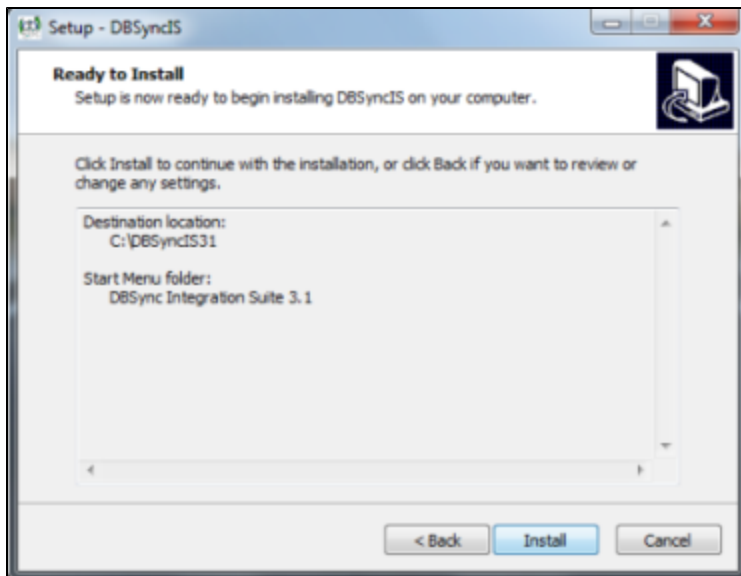 Setup - DBSyncIS
Ready to Install
Setup is now ready to begin installing DBSyncIS on your computer.
Click Install to continue with the installation, or click Back if you want to review or
change any settings.
Destination location:
C:\DBSyncIS31
Start Menu folder:
DBSync Integration Suite 3.1
< Back
Install
Cancel